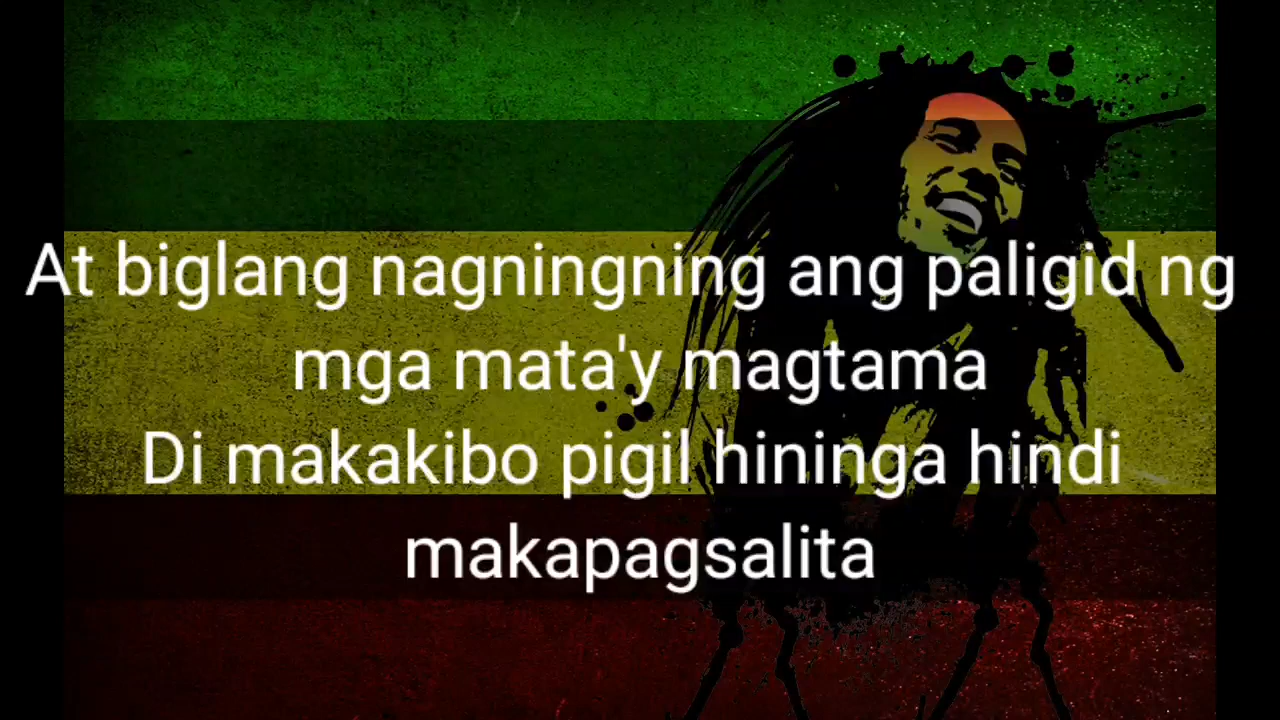 At biglang nagningning ang paligid ng
mga mata'y magtama
Di makakibo pigil hininga hindi
makapagsalita